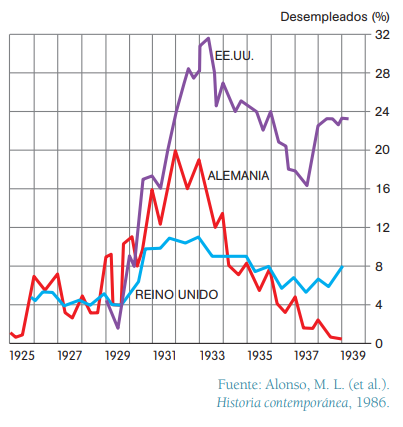 Desempleados (%)
32
EE.UU.
28
24
20
ALEMANIA
16
12
8
REINO UNIDO
4
0
1925 1927 1929 1931 1933 1935 1937 1939
Fuente: Alonso, M. L. (et al.).
Historia contemporánea, 1986.